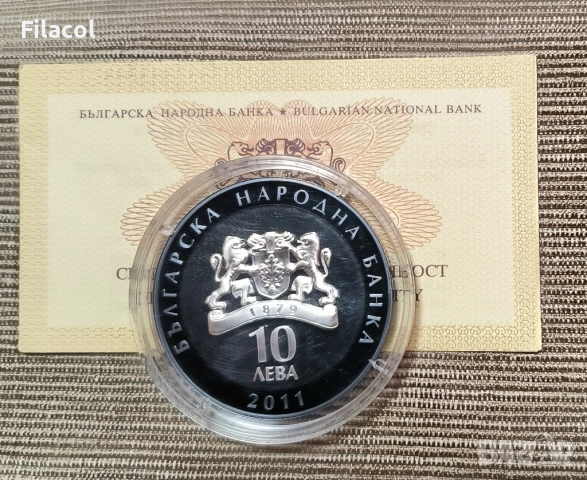 Filacol
БЪЛГАРСКА НАРОДНА БАНКА ★ BULGARIAN NATIONAL BANK
БЪЛГАРСКА НАРОДНА БАНКА
1879
10
ЛЕВА
2011